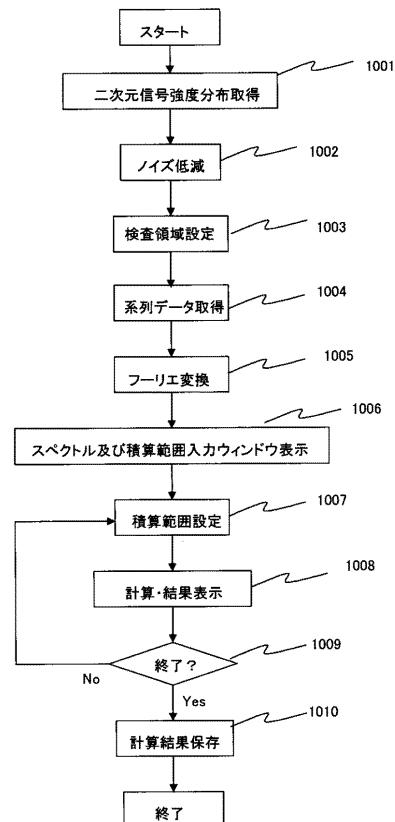 スタート
二次元信号強度分布取得
1001
ノイズ低減
1002
検査領域設定
1003
系列データ取得
1004
フーリエ変換
1005
スペクトル及び積算範囲入力ウィンドウ表示
1006
積算範囲設定
1007
計算・結果表示
1008
終了？
1009
No
Yes
計算結果保存
1010
終了